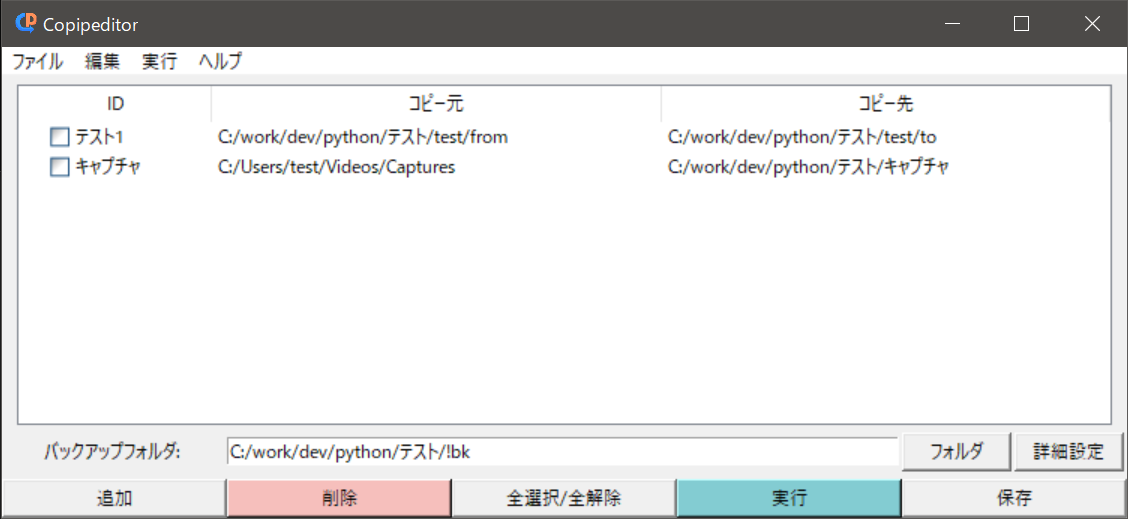 Copipeditor
ファイル 編集 実行 ヘルプ
ID コピー元 コピー先
テスト1 C:/work/dev/python/テスト/test/from C:/work/dev/python/テスト/test/to
キャプチャ C:/Users/test/Videos/Captures C:/work/dev/python/テスト/キャプチャ
バックアップフォルダ: C:/work/dev/python/テスト/!bk フォルダ 詳細設定
追加 削除 全選択/全解除 実行 保存